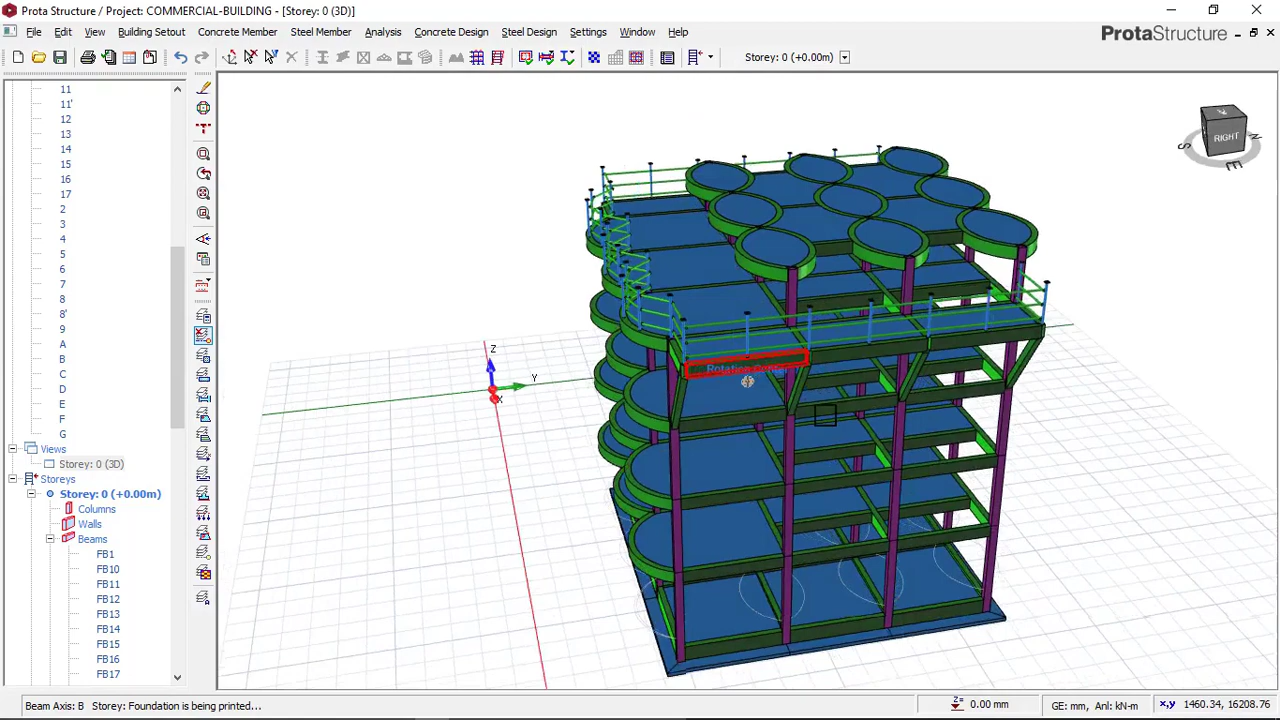 Prota Structure / Project: COMMERCIAL-BUILDING - [Storey: 0 (3D)]
File Edit View Building Setout Concrete Member Steel Member Analysis Concrete Design Steel Design Settings Window Help
ProtaStructure
Storey: 0 (+0.00m)
11
11'
12
13
14
15
16
17
2
3
4
5
6
7
8
8'
9
A
B
C
D
E
F
G
Views
Storey: 0 (3D)
Storeys
Storey: 0 (+0.00m)
Columns
Walls
Beams
FB1
FB10
FB11
FB12
FB13
FB14
FB15
FB16
FB17
RIGHT
S
N
E
Z
Y
X
Beam Axis: B Storey: Foundation is being printed...
Z= 0.00 mm
GE: mm, Anl: kN-m
x,y 1460.34, 16208.76